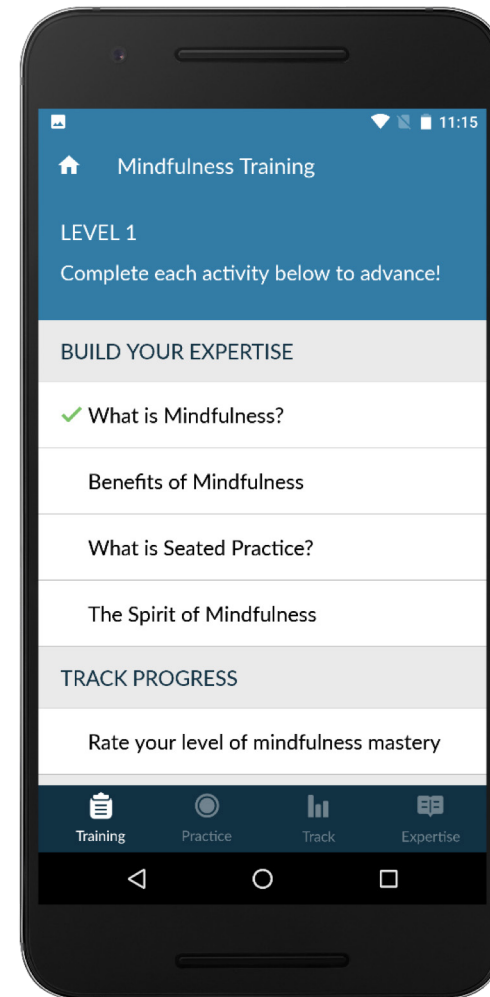 11:15
Mindfulness Training
LEVEL 1
Complete each activity below to advance!
BUILD YOUR EXPERTISE
What is Mindfulness?
Benefits of Mindfulness
What is Seated Practice?
The Spirit of Mindfulness
TRACK PROGRESS
Rate your level of mindfulness mastery
Training Practice Track Expertise